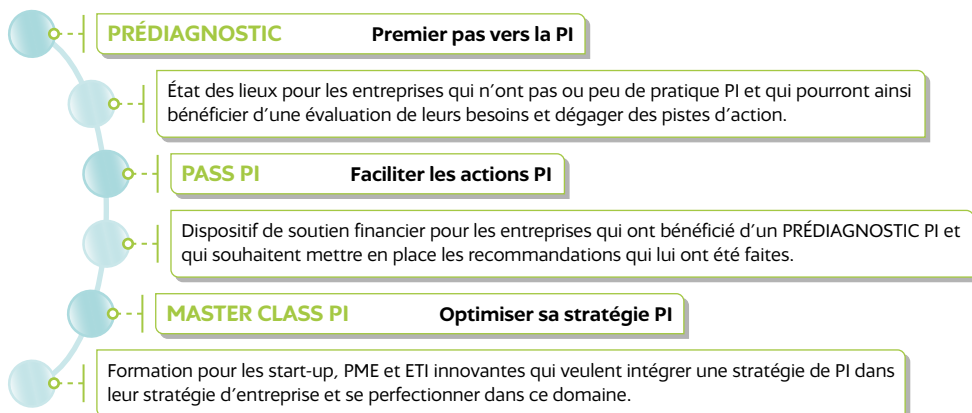 PRÉDIAGNOSTIC Premier pas vers la PI
État des lieux pour les entreprises qui n'ont pas ou peu de pratique PI et qui pourront ainsi
bénéficier d'une évaluation de leurs besoins et dégager des pistes d'action.
PASS PI Faciliter les actions PI
Dispositif de soutien financier pour les entreprises qui ont bénéficié d'un PRÉDIAGNOSTIC PI et
qui souhaitent mettre en place les recommandations qui lui ont été faites.
MASTER CLASS PI Optimiser sa stratégie PI
Formation pour les start-up, PME et ETI innovantes qui veulent intégrer une stratégie de PI dans
leur stratégie d'entreprise et se perfectionner dans ce domaine.